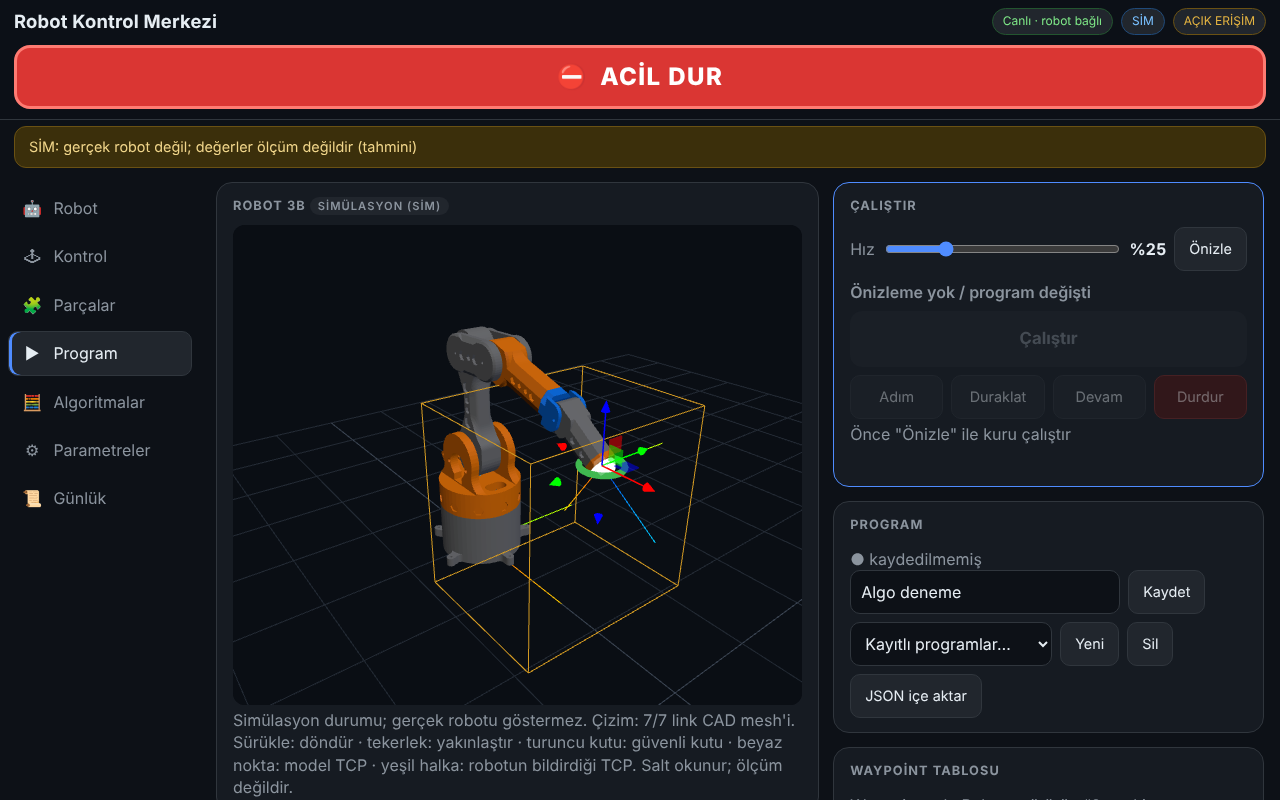 Robot Kontrol Merkezi
Canlı · robot bağlı
SİM
AÇIK ERİŞİM
ACİL DUR
SİM: gerçek robot değil; değerler ölçüm değildir (tahmini)
Robot
Kontrol
Parçalar
Program
Algoritmalar
Parametreler
Günlük
ROBOT 3B SİMÜLASYON (SİM)
Simülasyon durumu; gerçek robotu göstermez. Çizim: 7/7 link CAD mesh'i.
Sürükle: döndür · tekerlek: yakınlaştır · turuncu kutu: güvenli kutu · beyaz
nokta: model TCP · yeşil halka: robotun bildirdiği TCP. Salt okunur; ölçüm
değildir.
ÇALIŞTIR
Hız %25 Önizle
Önizleme yok / program değişti
Çalıştır
Adım Duraklat Devam Durdur
Önce "Önizle" ile kuru çalıştır
PROGRAM
kaydedilmemiş
Algo deneme Kaydet
Kayıtlı programlar... Yeni Sil
JSON içe aktar
WAYPOİNT TABLOSU